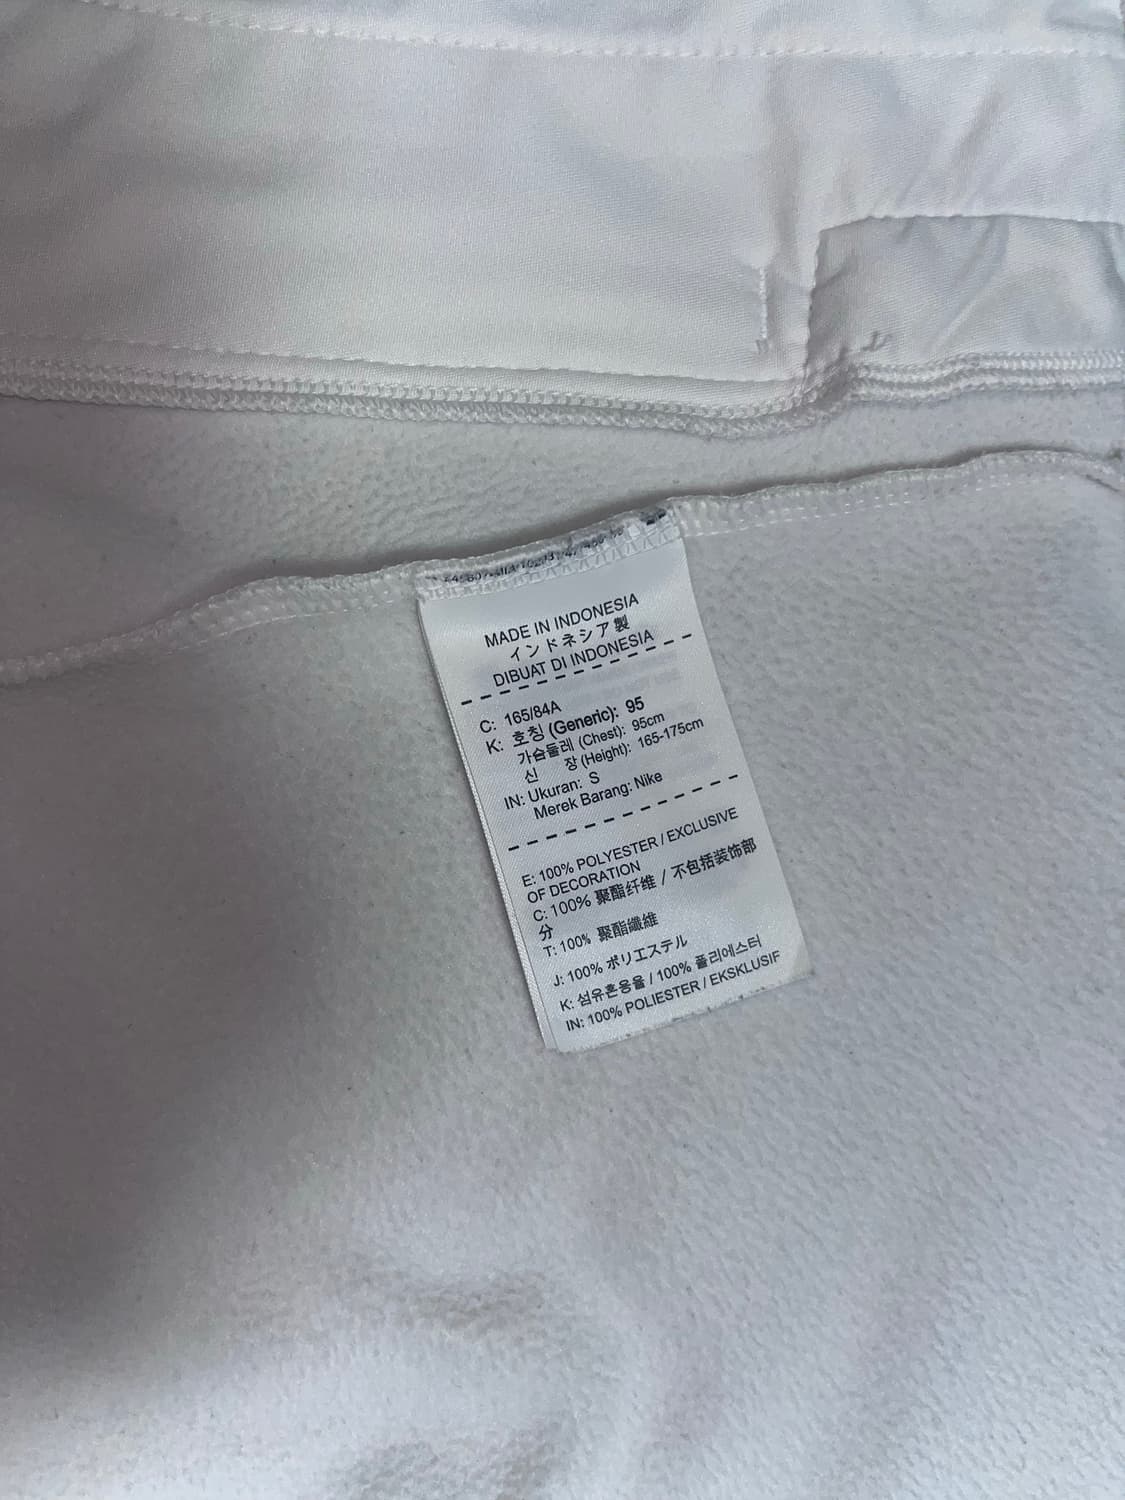 MADE IN INDONESIA
インドネシア製
DIBUAT DI INDONESIA
C: 165/84A
K: 호칭 (Generic): 95
가슴둘레 (Chest): 95cm
신 장 (Height): 165-175cm
IN: Ukuran: S
Merek Barang: Nike
E: 100% POLYESTER / EXCLUSIVE
OF DECORATION
C: 100% 聚酯纤维 / 不包括装饰部
分
T: 100% 聚酯纖維
J: 100% ポリエステル
K: 섬유혼용율 / 100% 폴리에스터
IN: 100% POLIESTER / EKSKLUSIF